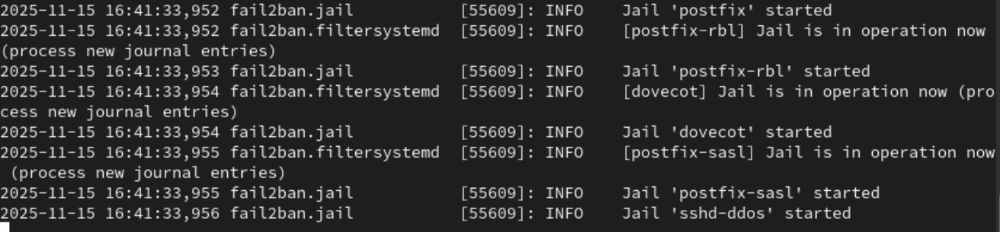 2025-11-15 16:41:33,952 fail2ban.jail           [55609]: INFO    Jail 'postfix' started
2025-11-15 16:41:33,952 fail2ban.filtersystemd  [55609]: INFO    [postfix-rbl] Jail is in operation now
(process new journal entries)
2025-11-15 16:41:33,953 fail2ban.jail           [55609]: INFO    Jail 'postfix-rbl' started
2025-11-15 16:41:33,954 fail2ban.filtersystemd  [55609]: INFO    [dovecot] Jail is in operation now (pro
cess new journal entries)
2025-11-15 16:41:33,954 fail2ban.jail           [55609]: INFO    Jail 'dovecot' started
2025-11-15 16:41:33,955 fail2ban.filtersystemd  [55609]: INFO    [postfix-sasl] Jail is in operation now
 (process new journal entries)
2025-11-15 16:41:33,955 fail2ban.jail           [55609]: INFO    Jail 'postfix-sasl' started
2025-11-15 16:41:33,956 fail2ban.jail           [55609]: INFO    Jail 'sshd-ddos' started